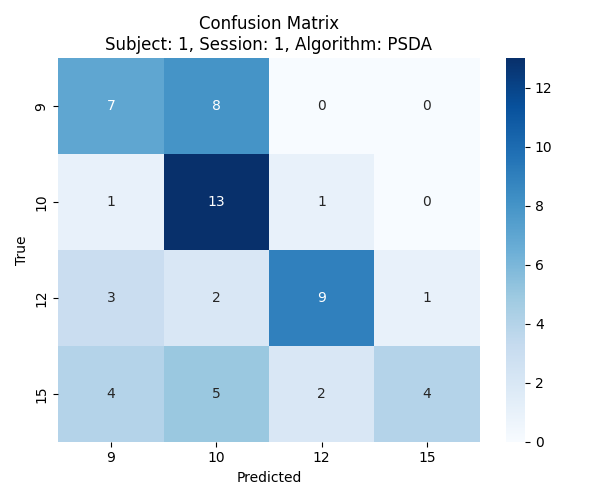 Confusion Matrix
Subject: 1, Session: 1, Algorithm: PSDA
True
9 7 8 0 0
10 1 13 1 0
12 3 2 9 1
15 4 5 2 4
9 10 12 15
Predicted
12
10
8
6
4
2
0